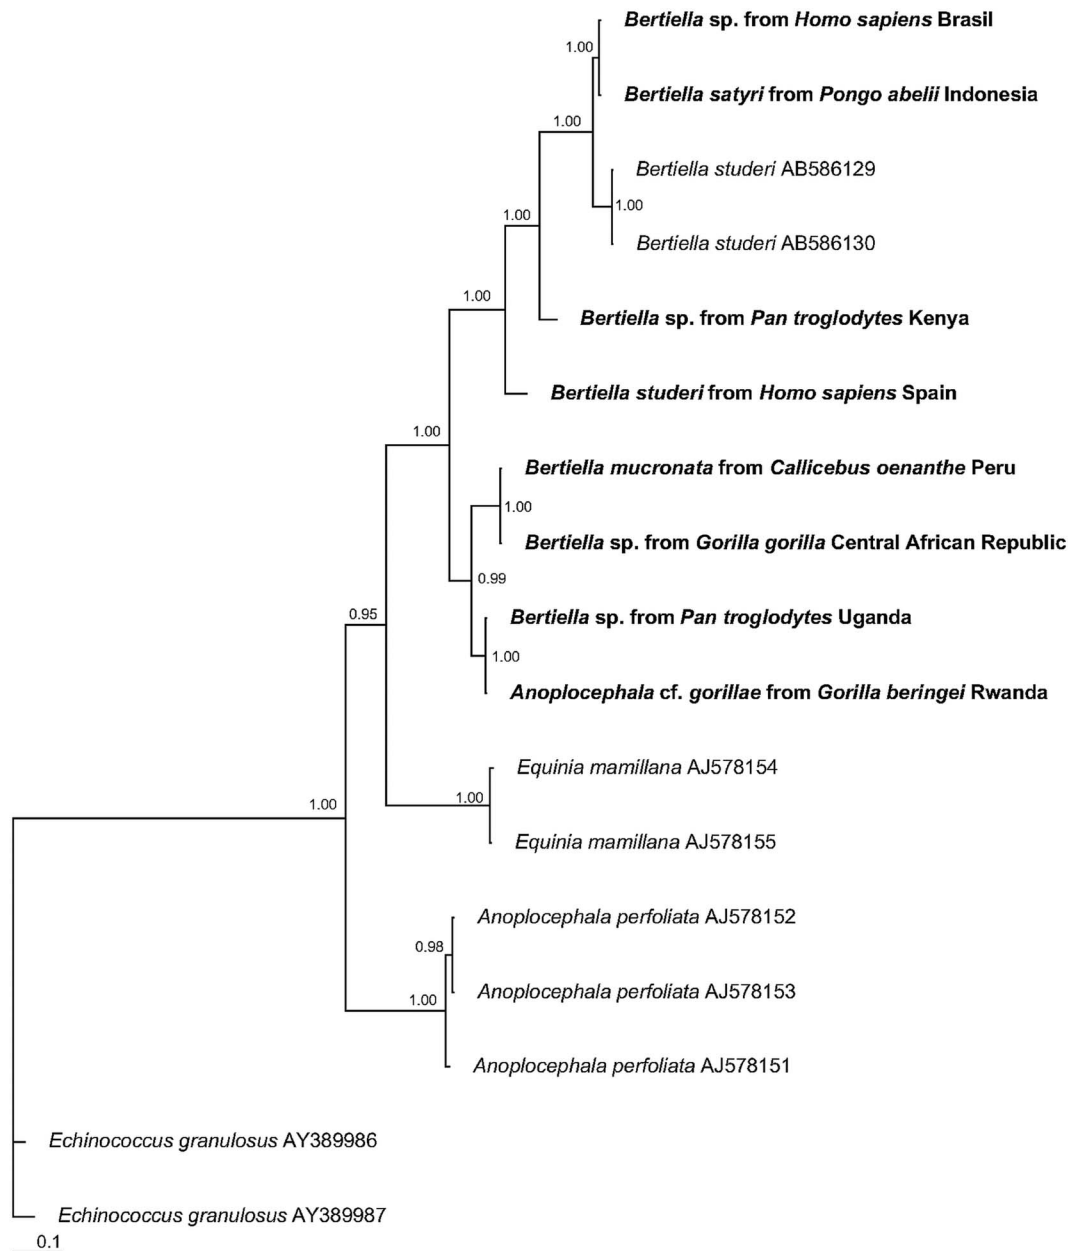 Bertiella sp. from Homo sapiens Brasil
1.00
Bertiella satyri from Pongo abelii Indonesia
1.00
Bertiella studeri AB586129
1.00
1.00
Bertiella studeri AB586130
1.00
Bertiella sp. from Pan troglodytes Kenya
Bertiella studeri from Homo sapiens Spain
1.00
Bertiella mucronata from Callicebus oenanthe Peru
1.00
Bertiella sp. from Gorilla gorilla Central African Republic
0.99
0.95
Bertiella sp. from Pan troglodytes Uganda
1.00
Anoplocephala cf. gorillae from Gorilla beringei Rwanda
Equinia mamillana AJ578154
1.00
1.00
Equinia mamillana AJ578155
Anoplocephala perfoliata AJ578152
0.98
Anoplocephala perfoliata AJ578153
1.00
Anoplocephala perfoliata AJ578151
Echinococcus granulosus AY389986
Echinococcus granulosus AY389987
0.1